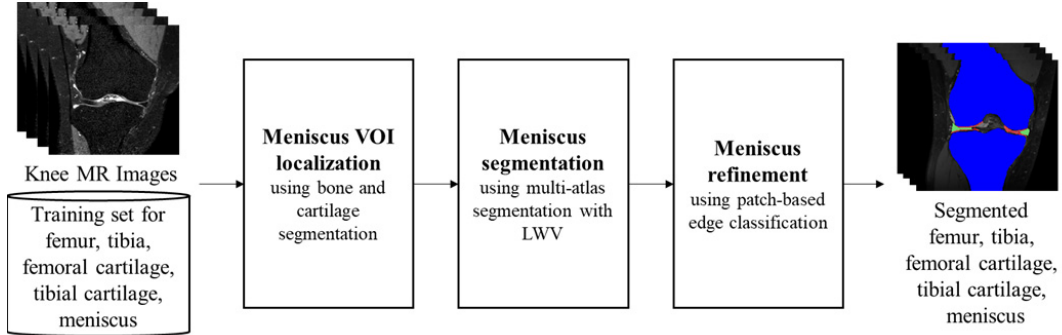 Knee MR Images
Training set for
femur, tibia,
femoral cartilage,
tibial cartilage,
meniscus
Meniscus VOI
localization
using bone and
cartilage
segmentation
Meniscus
segmentation
using multi-atlas
segmentation with
LWV
Meniscus
refinement
using patch-based
edge classification
Segmented
femur, tibia,
femoral cartilage,
tibial cartilage,
meniscus